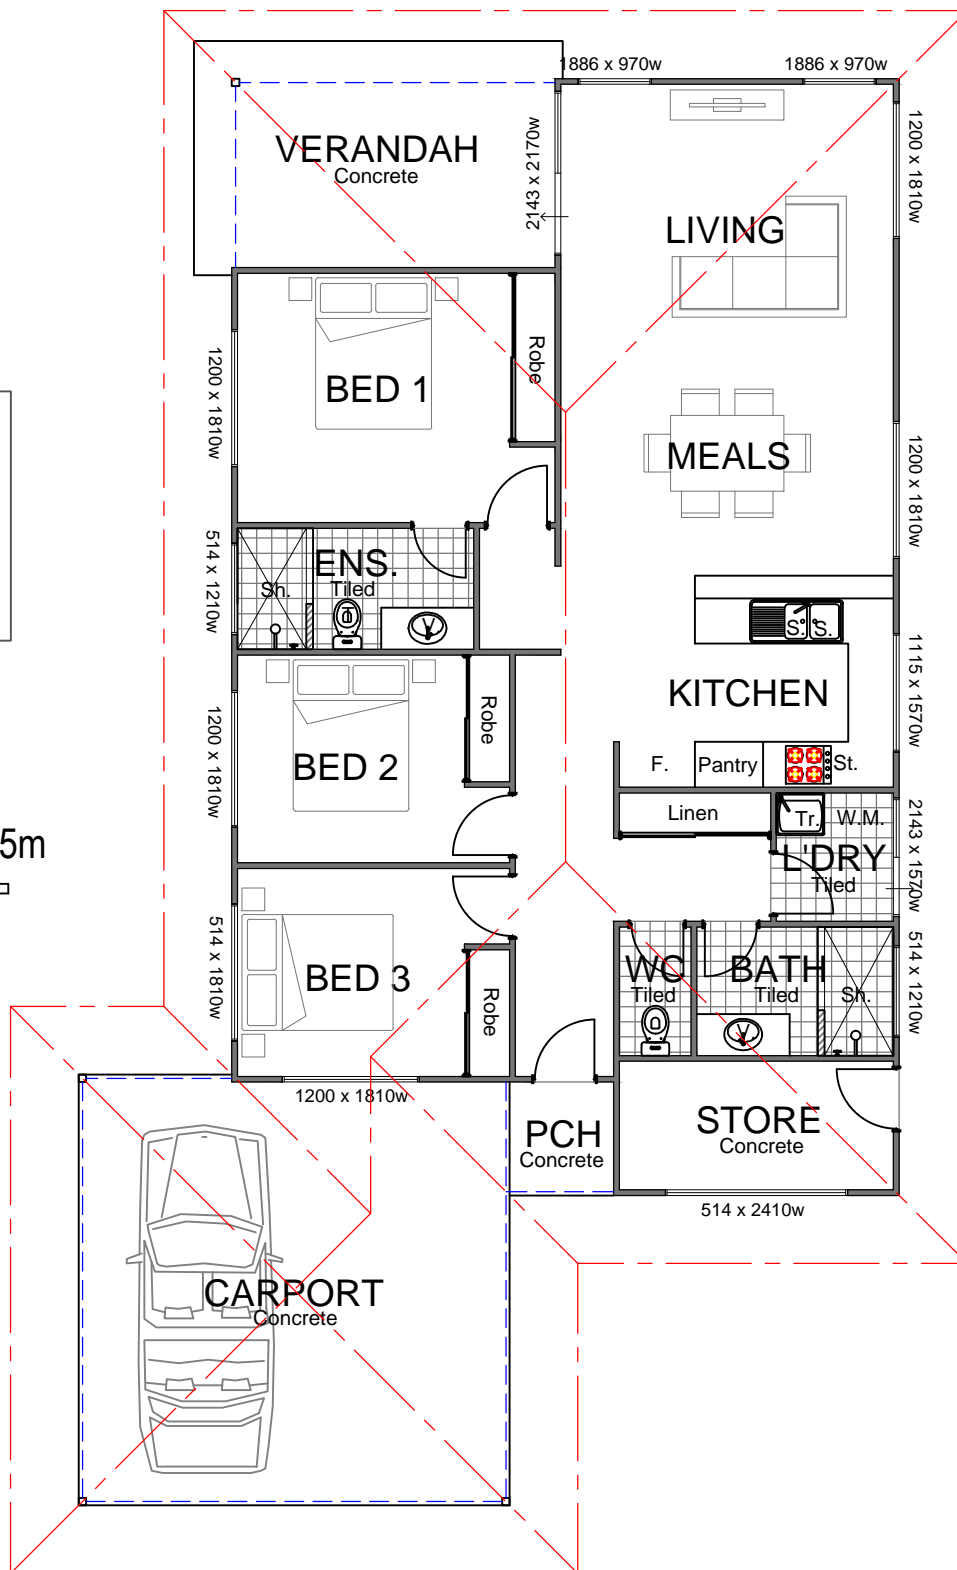 1886 x 970w
1886 x 970w
VERANDAH
Concrete
2143 x 2170w
1200 x 1810w
LIVING
Robe
1200 x 1810w
BED 1
MEALS
1200 x 1810w
514 x 1210w
ENS.
Tiled
Sh.
S.
S.
1115 x 1570w
KITCHEN
Robe
1200 x 1810w
BED 2
F.
Pantry
St.
Linen
Tr.
W.M.
2143 x 1570w
5m
L'DRY
Tiled
514 x 1810w
BED 3
Robe
WC
Tiled
BATH
Tiled
Sh.
514 x 1210w
1200 x 1810w
PCH
Concrete
STORE
Concrete
514 x 2410w
CARPORT
Concrete